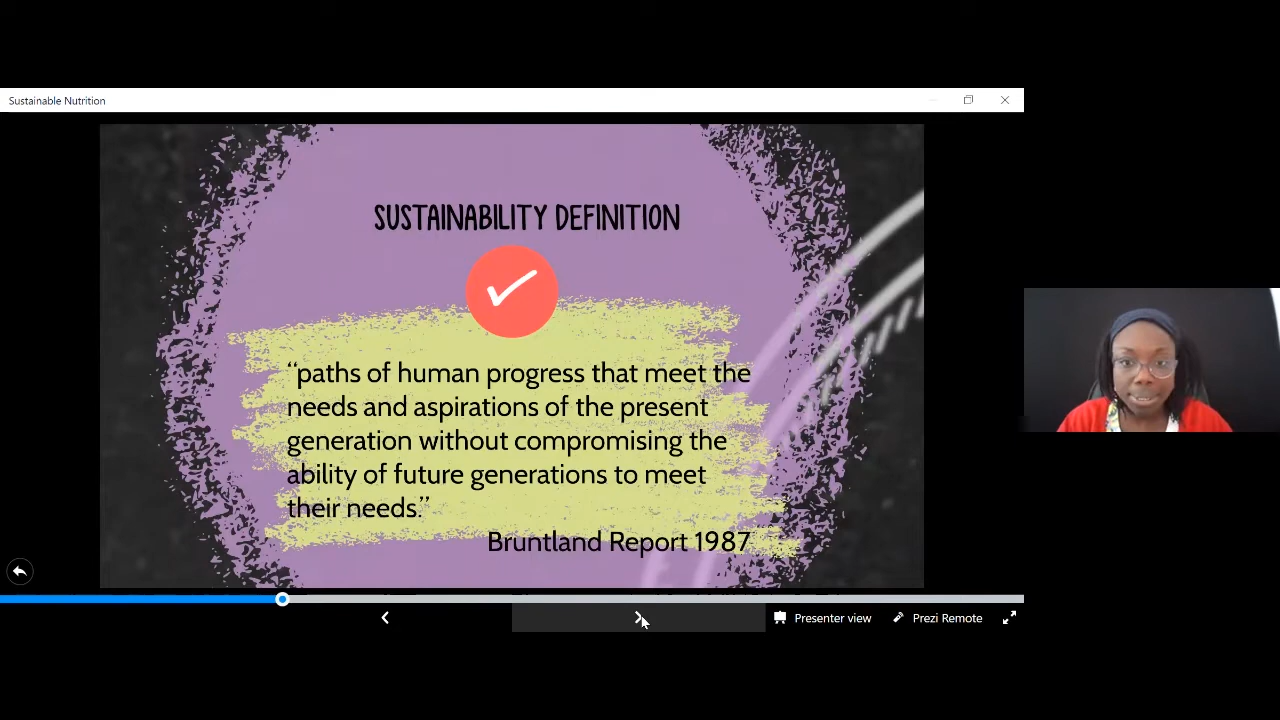 Sustainable Nutrition
SUSTAINABILITY DEFINITION
“paths of human progress that meet the
needs and aspirations of the present
generation without compromising the
ability of future generations to meet
their needs.”
Bruntland Report 1987
Presenter view
Prezi Remote